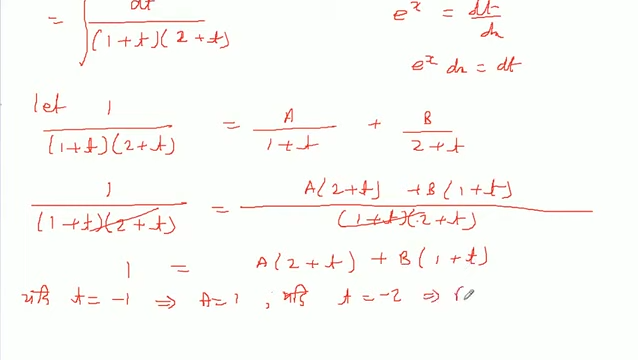 = ∫ dt / (1+t)(2+t)
e^x = dt/dx
e^x dx = dt
let 1 / (1+t)(2+t) = A / 1+t + B / 2+t
1 / (1+t)(2+t) = A(2+t) + B(1+t) / (1+t)(2+t)
1 = A(2+t) + B(1+t)
यदि t = -1 ⇒ A = 1 , यदि t = -2 ⇒